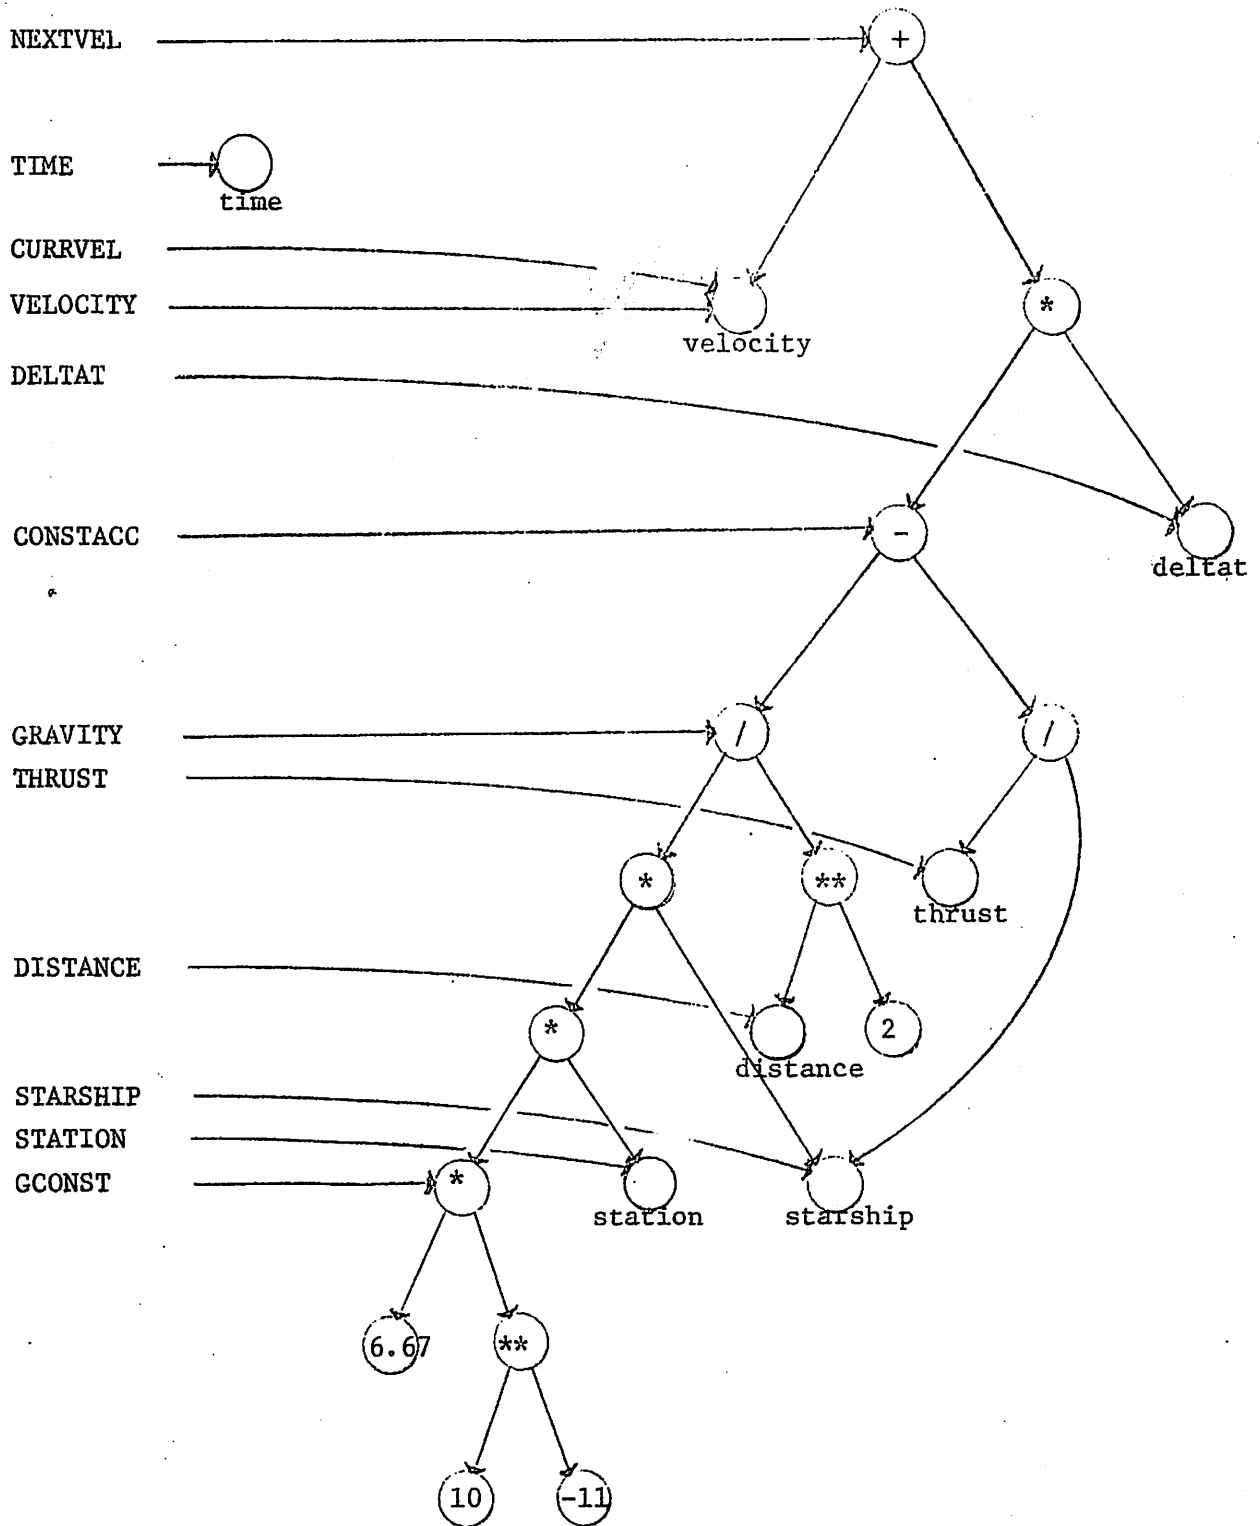 NEXTVEL
+
TIME
time
CURRVEL
VELOCITY
*
velocity
DELTAT
CONSTACC
-
deltat
GRAVITY
/
/
THRUST
*
**
thrust
DISTANCE
*
2
distance
STARSHIP
STATION
GCONST
*
station
starship
6.67
**
10
-11